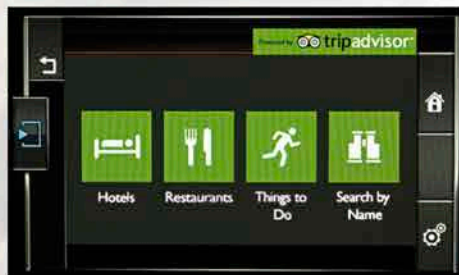 Powered by tripadvisor
Hotels
Restaurants
Things to
Do
Search by
Name